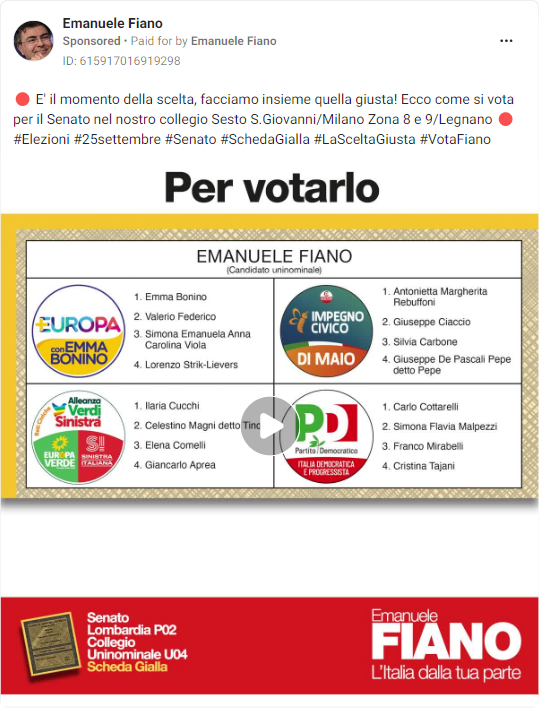 Emanuele Fiano
Sponsored • Paid for by Emanuele Fiano
ID: 615917016919298
🔴 E' il momento della scelta, facciamo insieme quella giusta! Ecco come si vota
per il Senato nel nostro collegio Sesto S.Giovanni/Milano Zona 8 e 9/Legnano 🔴
#Elezioni #25settembre #Senato #SchedaGialla #LaSceltaGiusta #VotaFiano
Per votarlo
EMANUELE FIANO
(Candidato uninominale)
+EUROPA
con EMMA
BONINO
1. Emma Bonino
2. Valerio Federico
3. Simona Emanuela Anna
Carolina Viola
4. Lorenzo Strik-Lievers
IMPEGNO
CIVICO
DI MAIO
1. Antonietta Margherita
Rebuffoni
2. Giuseppe Ciaccio
3. Silvia Carbone
4. Giuseppe De Pascali Pepe
detto Pepe
Alleanza
Verdi
Sinistra
Reti Civiche
EUROPA
VERDE
S!
SINISTRA
ITALIANA
1. Ilaria Cucchi
2. Celestino Magni detto Tino
3. Elena Comelli
4. Giancarlo Aprea
PD
Partito Democratico
ITALIA DEMOCRATICA
E PROGRESSISTA
1. Carlo Cottarelli
2. Simona Flavia Malpezzi
3. Franco Mirabelli
4. Cristina Tajani
Senato
Lombardia P02
Collegio
Uninominale U04
Scheda Gialla
Emanuele
FIANO
L'Italia dalla tua parte